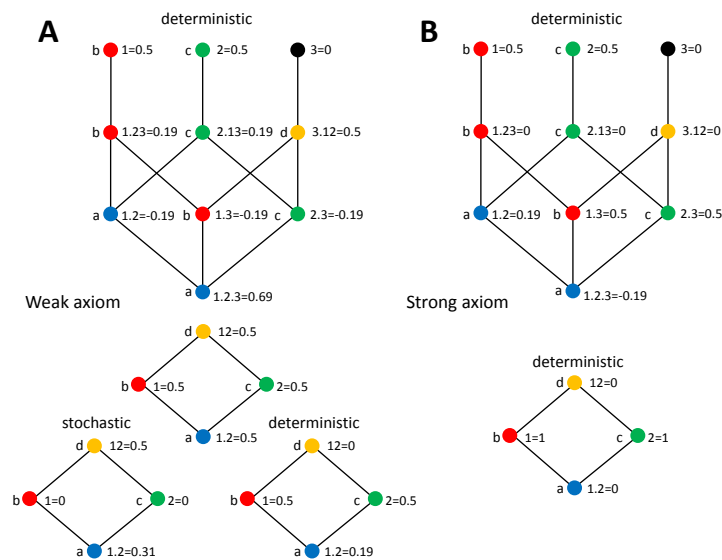 A
deterministic
b 1=0.5 c 2=0.5 3=0
b 1.23=0.19 c 2.13=0.19 d 3.12=0.5
a 1.2=-0.19 b 1.3=-0.19 c 2.3=-0.19
a 1.2.3=0.69
Weak axiom
d 12=0.5
b 1=0.5 c 2=0.5
a 1.2=0.5
stochastic
d 12=0.5
b 1=0 c 2=0
a 1.2=0.31
deterministic
d 12=0
b 1=0.5 c 2=0.5
a 1.2=0.19
B
deterministic
b 1=0.5 c 2=0.5 3=0
b 1.23=0 c 2.13=0 d 3.12=0
a 1.2=0.19 b 1.3=0.5 c 2.3=0.5
a 1.2.3=-0.19
Strong axiom
deterministic
d 12=0
b 1=1 c 2=1
a 1.2=0